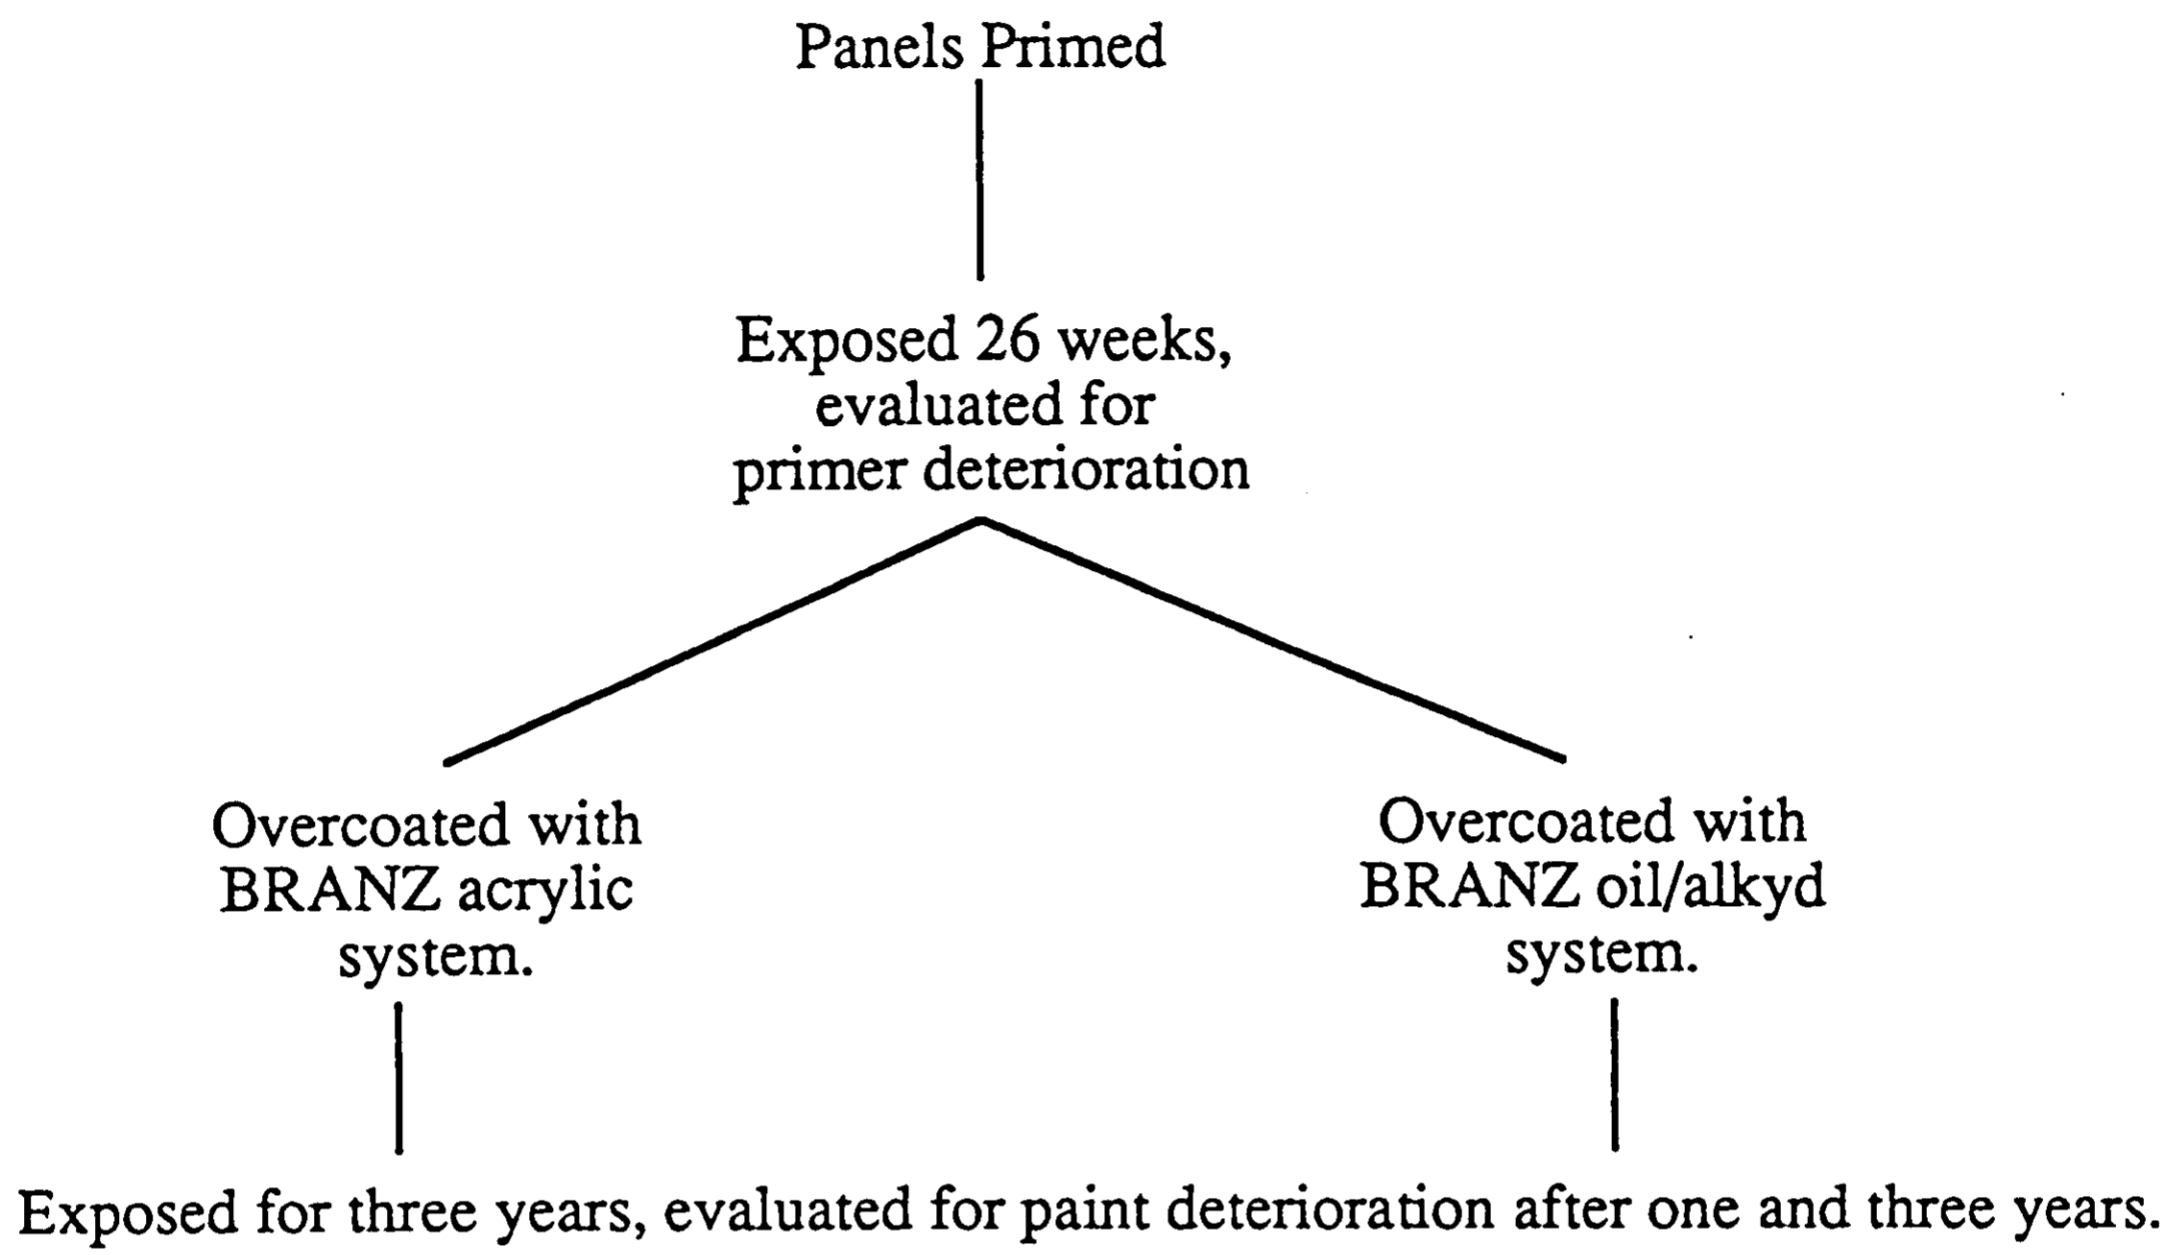 Panels Primed
Exposed 26 weeks,
evaluated for
primer deterioration
Overcoated with
BRANZ acrylic
system.
Overcoated with
BRANZ oil/alkyd
system.
Exposed for three years, evaluated for paint deterioration after one and three years.